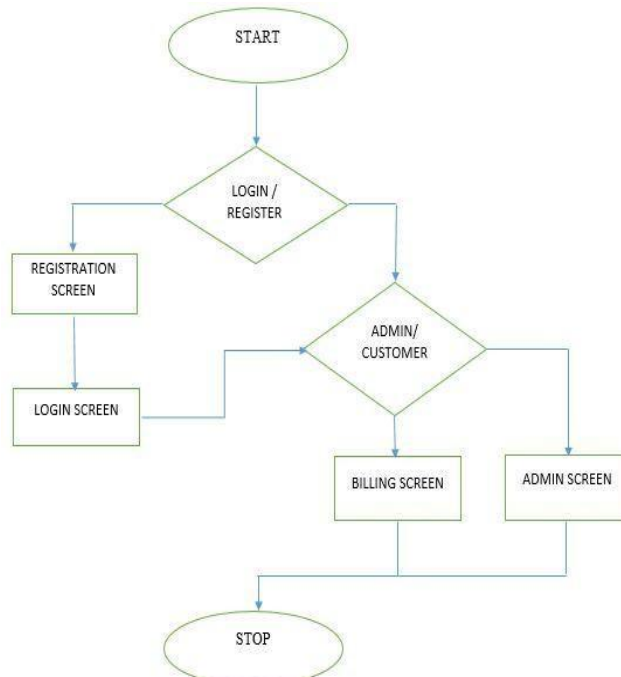 START
LOGIN /
REGISTER
REGISTRATION
SCREEN
ADMIN/
CUSTOMER
LOGIN SCREEN
BILLING SCREEN
ADMIN SCREEN
STOP